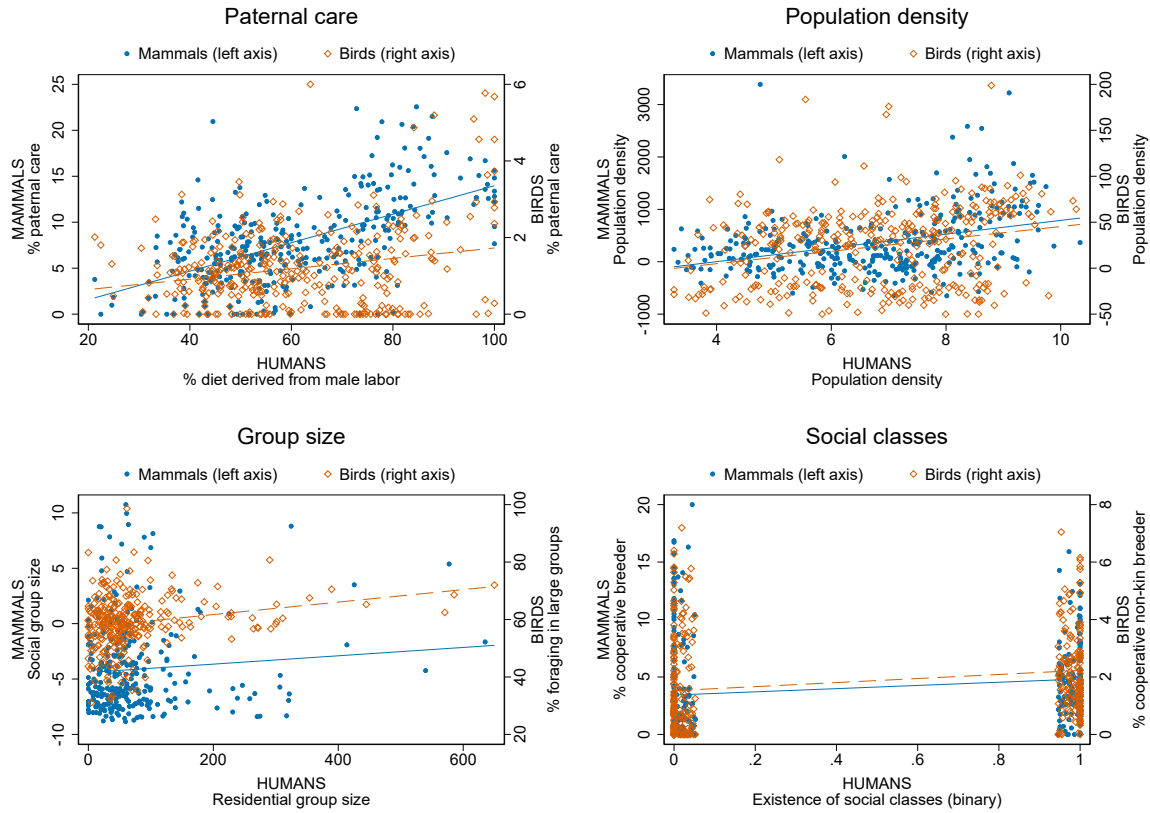 Paternal care
Mammals (left axis) Birds (right axis)
MAMMALS
% paternal care
0 5 10 15 20 25
BIRDS
% paternal care
0 2 4 6
20 40 60 80 100
HUMANS
% diet derived from male labor
Population density
Mammals (left axis) Birds (right axis)
MAMMALS
Population density
-1000 0 1000 2000 3000
BIRDS
Population density
-50 0 50 100 150 200
4 6 8 10
HUMANS
Population density
Group size
Mammals (left axis) Birds (right axis)
MAMMALS
Social group size
-10 -5 0 5 10
BIRDS
% foraging in large groups
20 40 60 80 100
0 200 400 600
HUMANS
Residential group size
Social classes
Mammals (left axis) Birds (right axis)
MAMMALS
% cooperative breeder
0 5 10 15 20
BIRDS
% cooperative non-kin breeder
0 2 4 6 8
0 .2 .4 .6 .8 1
HUMANS
Existence of social classes (binary)